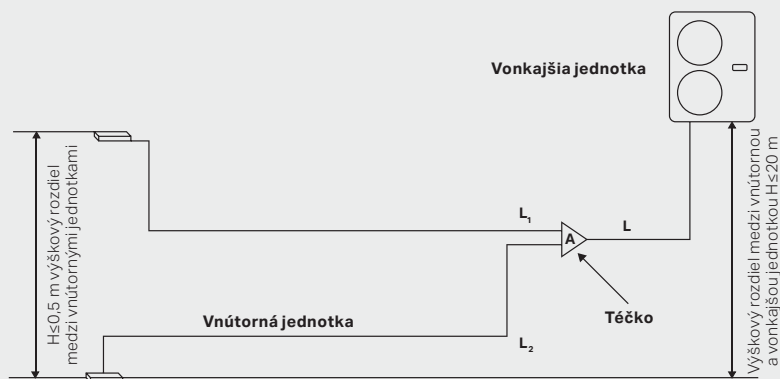 Vonkajšia jednotka
H≤0,5 m výškový rozdiel
medzi vnútornými jednotkami
L₁
A
L
Výškový rozdiel medzi vnútornou
a vonkajšou jednotkou H≤20 m
Vnútorná jednotka
Téčko
L₂